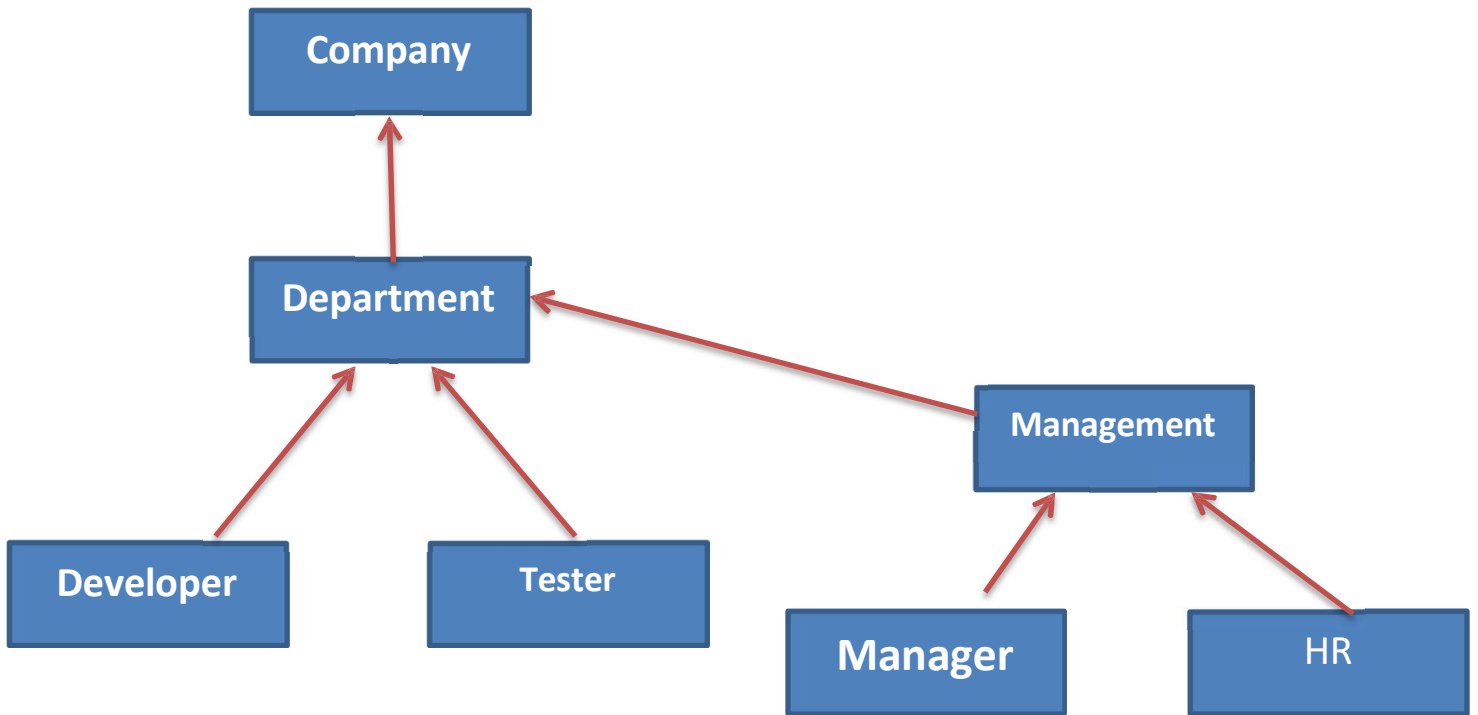 Company
Department
Management
Developer
Tester
Manager
HR